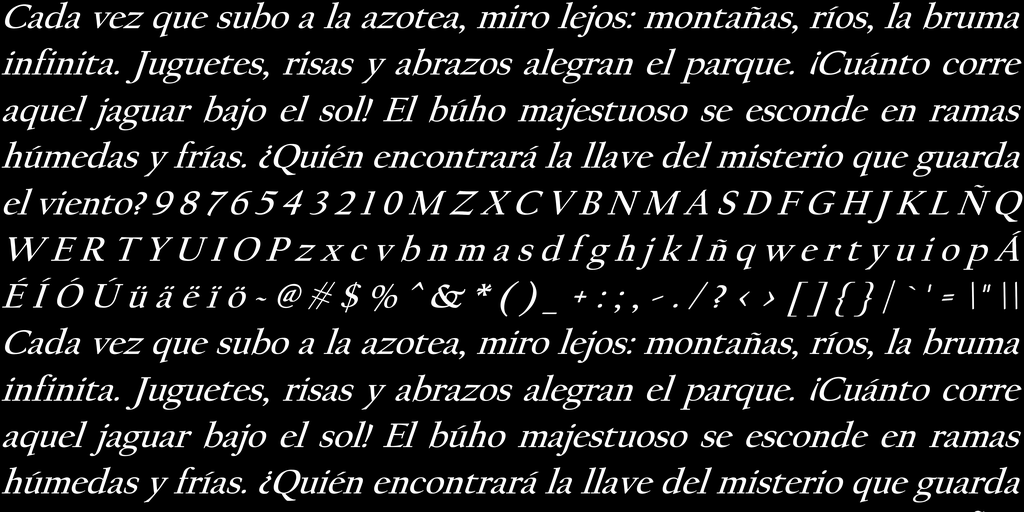 Cada vez que subo a la azotea, miro lejos: montañas, ríos, la bruma
infinita. Juguetes, risas y abrazos alegran el parque. ¡Cuánto corre
aquel jaguar bajo el sol! El búho majestuoso se esconde en ramas
húmedas y frías. ¿Quién encontrará la llave del misterio que guarda
el viento? 9 8 7 6 5 4 3 2 1 0 M Z X C V B N M A S D F G H J K L Ñ Q
W E R T Y U I O P z x c v b n m a s d f g h j k l ñ q w e r t y u i o p Á
É Í Ó Ú ü ä ë ï ö ~ @ # $ % ^ & * ( ) _ + : ; , - . / ? < > [ ] { } | ` ' = \ " \ \
Cada vez que subo a la azotea, miro lejos: montañas, ríos, la bruma
infinita. Juguetes, risas y abrazos alegran el parque. ¡Cuánto corre
aquel jaguar bajo el sol! El búho majestuoso se esconde en ramas
húmedas y frías. ¿Quién encontrará la llave del misterio que guarda